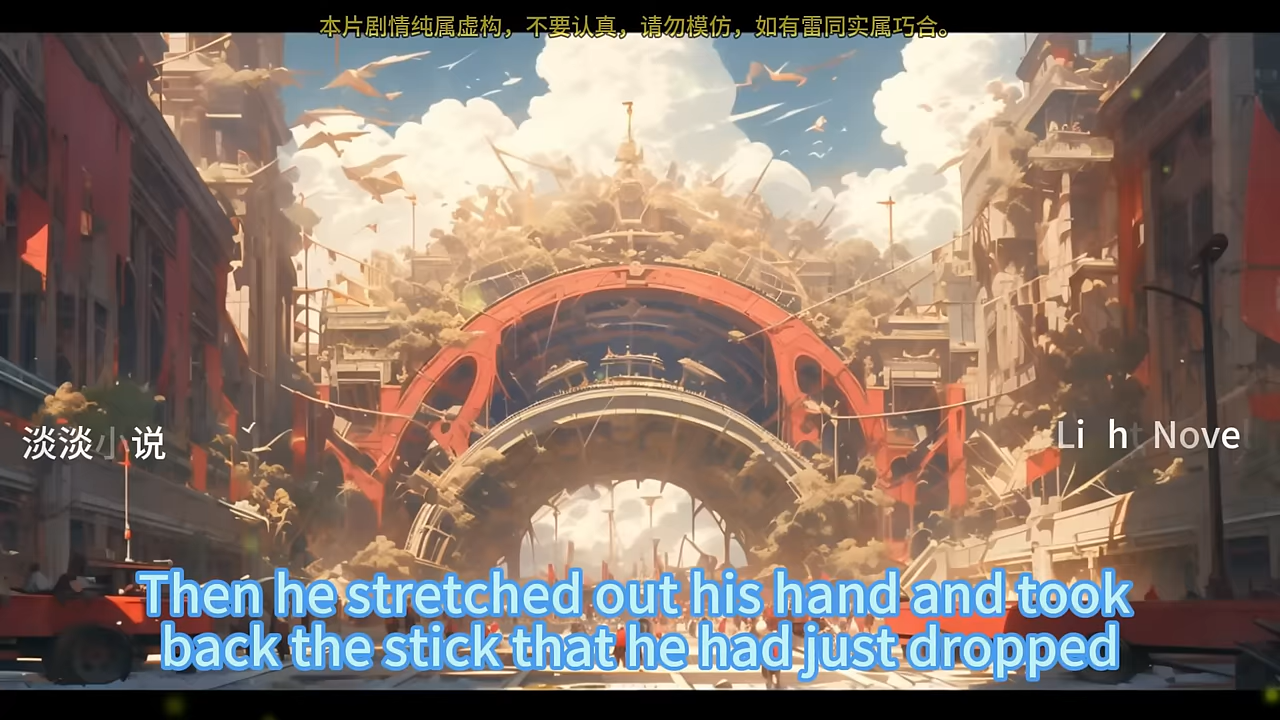 本片剧情纯属虚构，不要认真，请勿模仿，如有雷同实属巧合。
淡淡小说
Li h Nove
Then he stretched out his hand and took
back the stick that he had just dropped